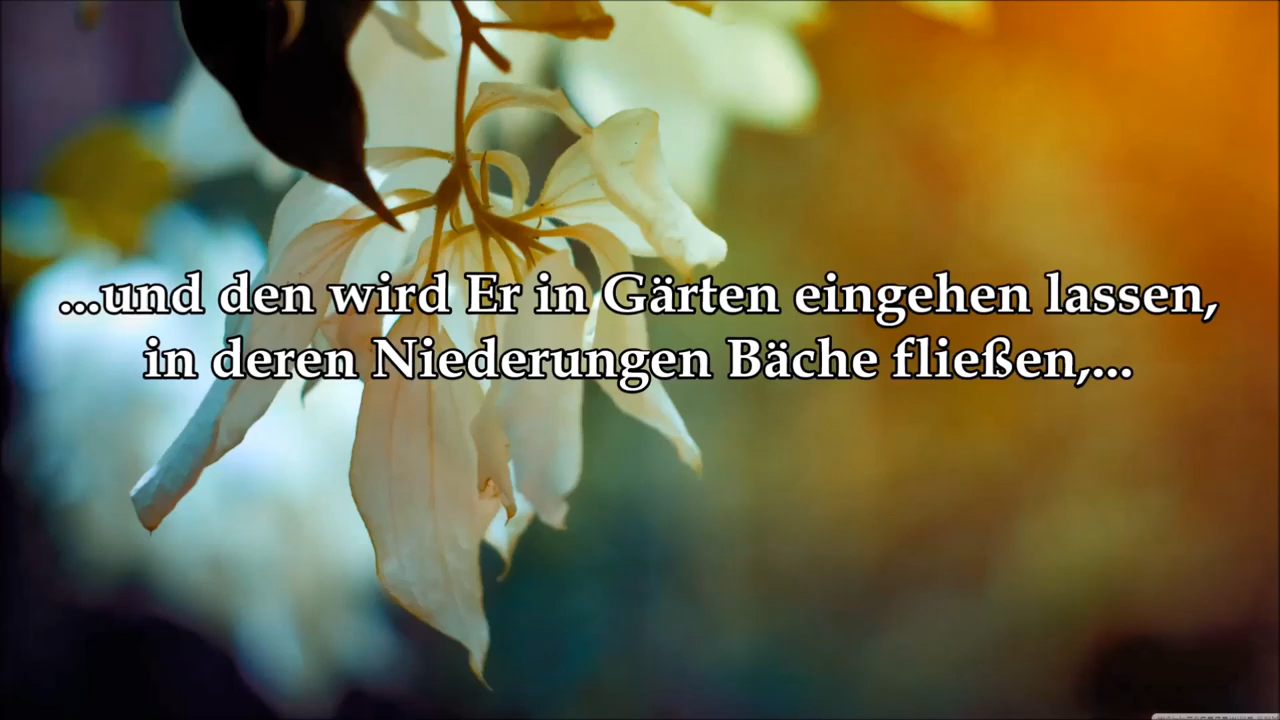 ...und den wird Er in Gärten eingehen lassen,
in deren Niederungen Bäche fließen,...